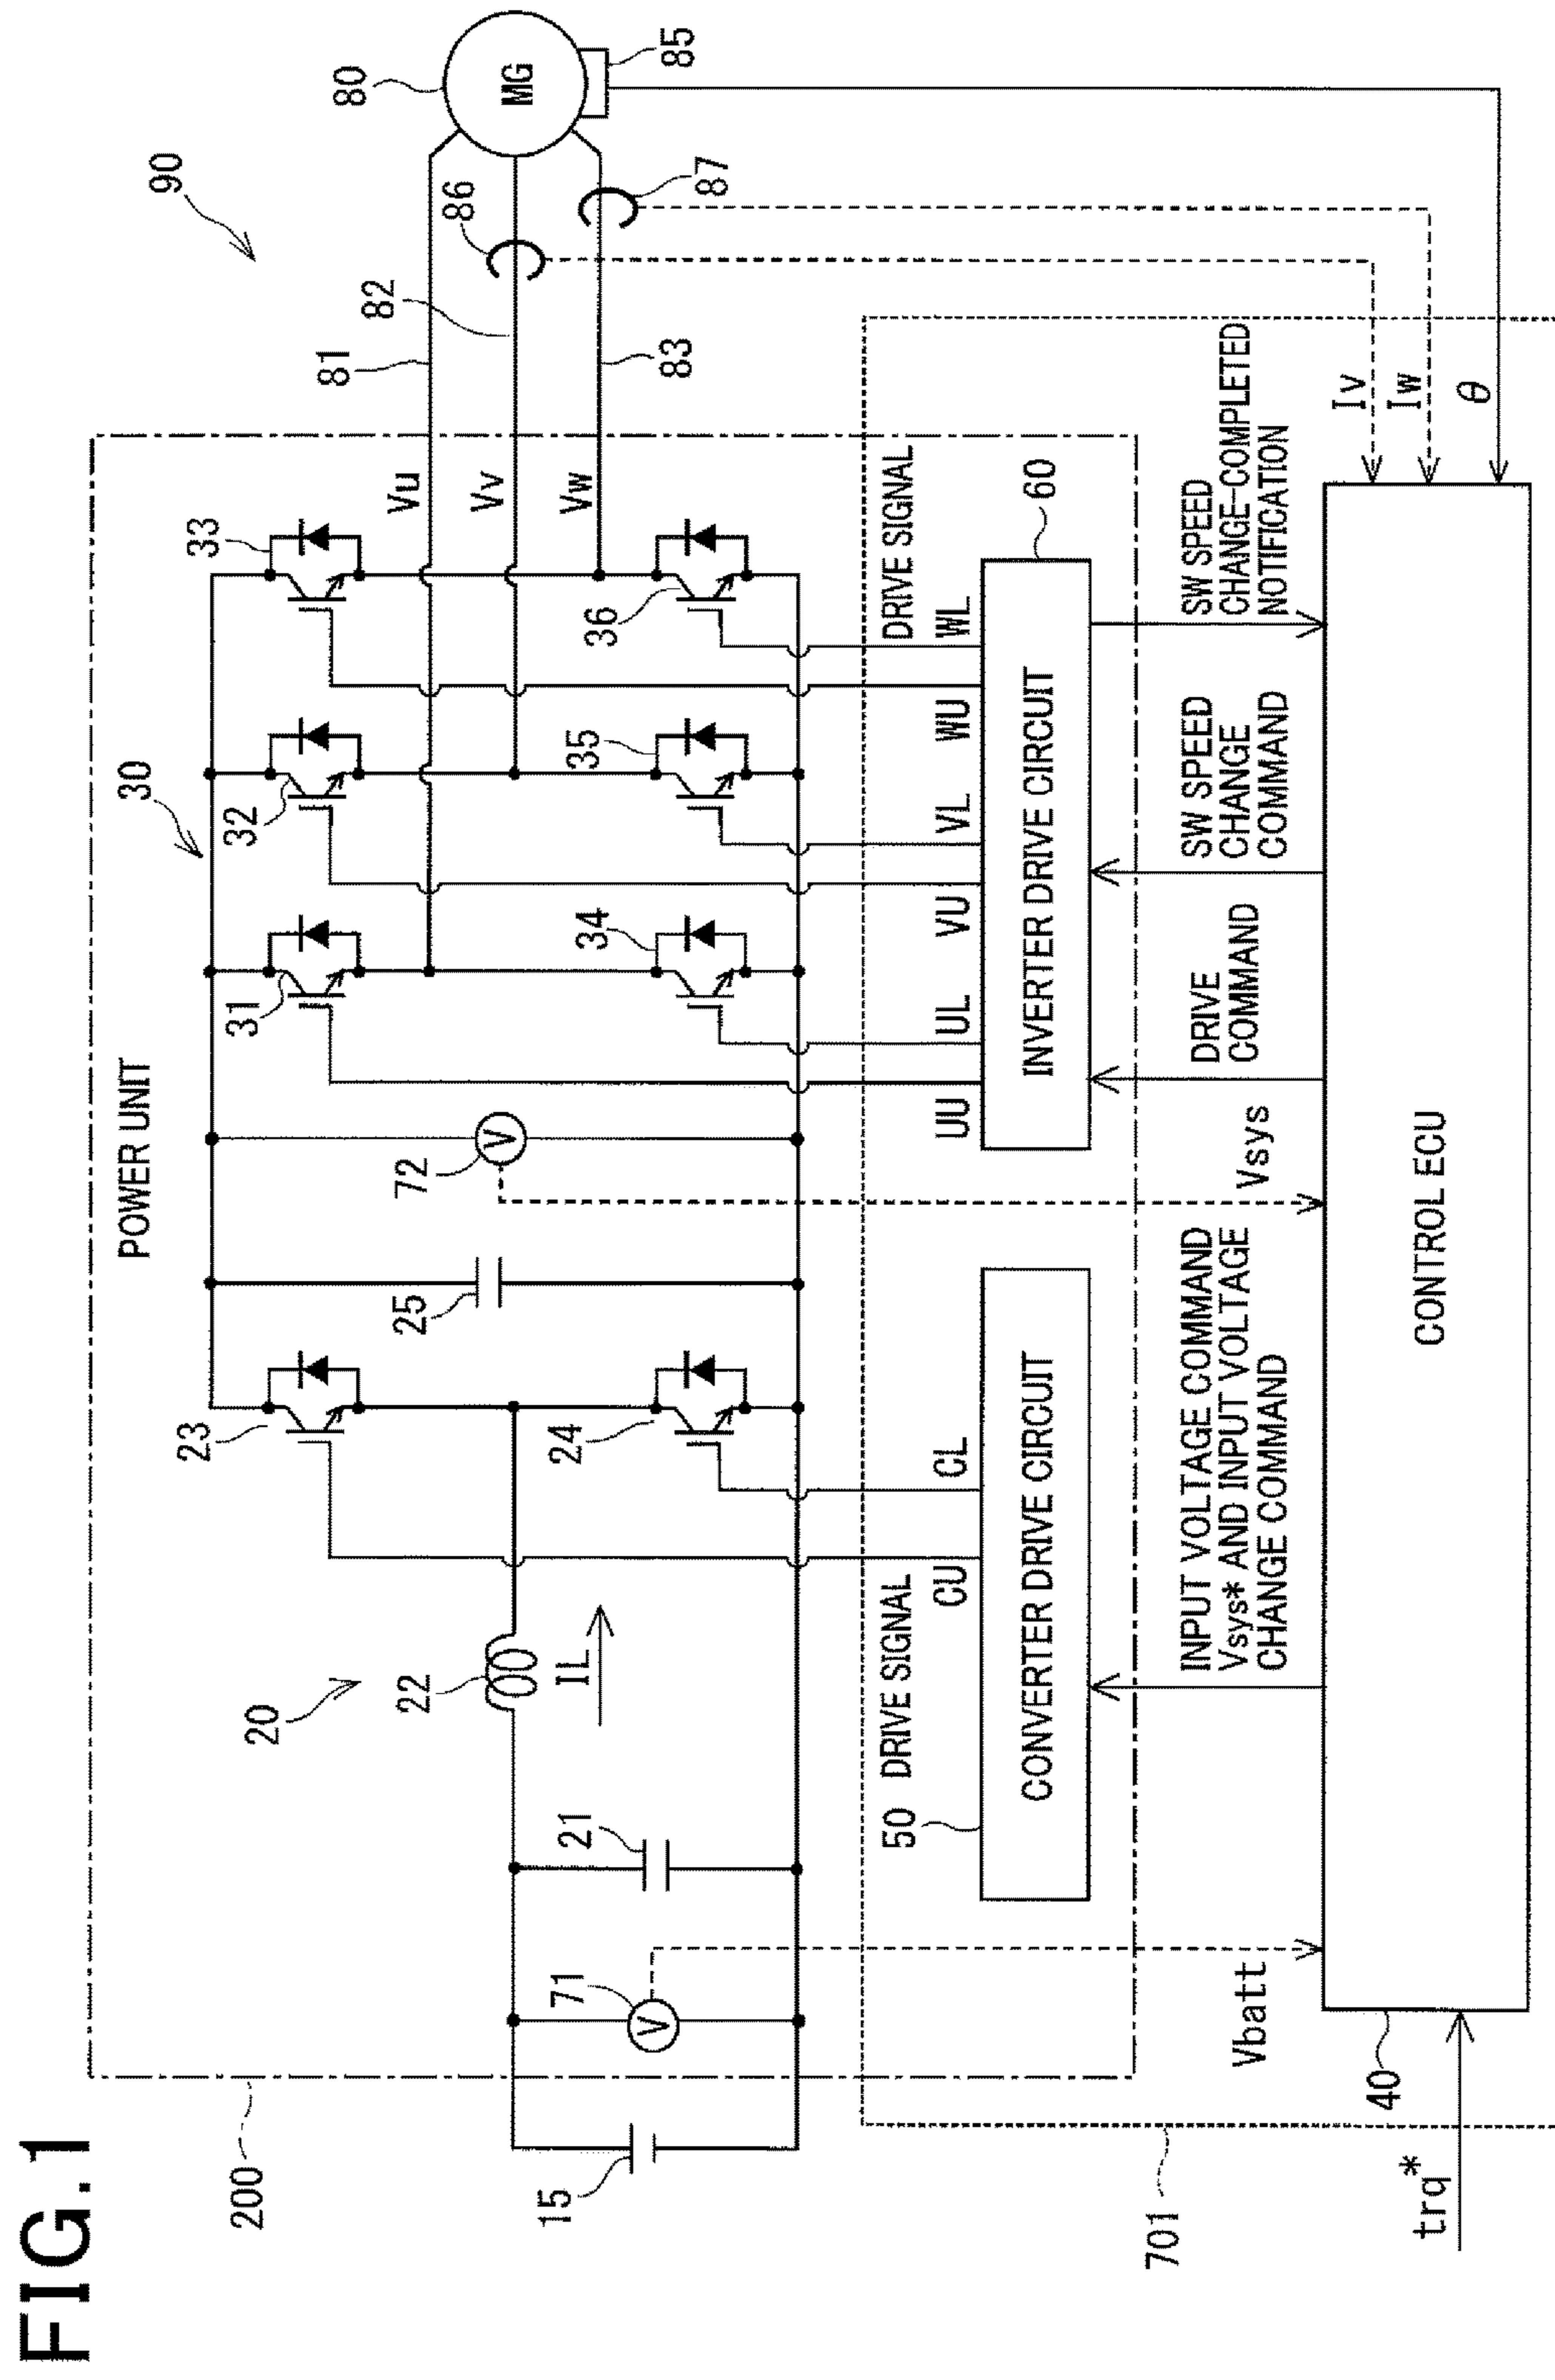 FIG.1
90
200
POWER UNIT
30
20
23
31
32
33
80
MG
85
81
82
83
86
87
Vu
Vv
Vw
22
IL
25
72
V
24
34
35
36
15
71
V
21
50
DRIVE SIGNAL
CU
CL
CONVERTER DRIVE CIRCUIT
DRIVE SIGNAL
UU
UL
VU
VL
WU
WL
60
INVERTER DRIVE CIRCUIT
701
Vbatt
INPUT VOLTAGE COMMAND
Vsys* AND INPUT VOLTAGE
CHANGE COMMAND
Vsys
DRIVE
COMMAND
SW SPEED
CHANGE
COMMAND
SW SPEED
CHANGE-COMPLETED
NOTIFICATION
Iv
Iw
θ
40
CONTROL ECU
trq*